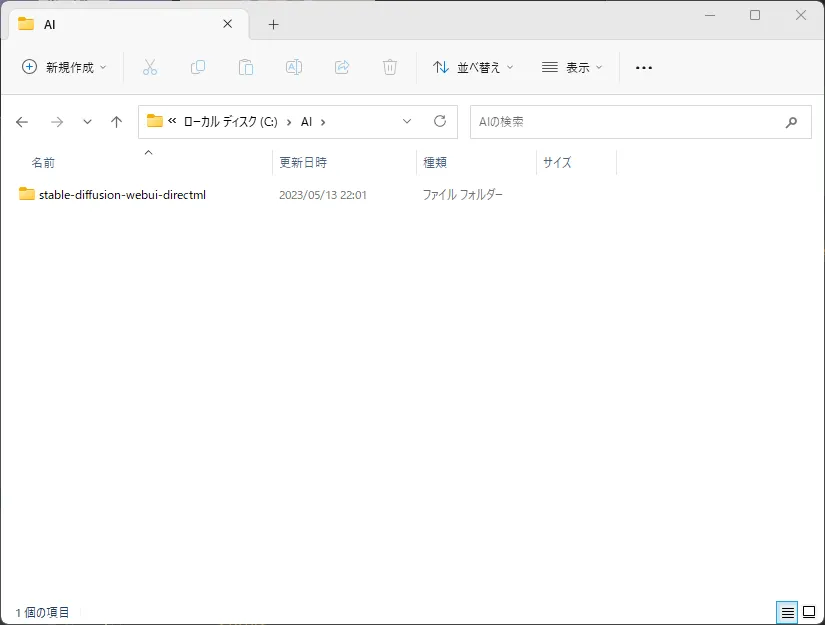 AI
新規作成 並べ替え 表示
« ローカル ディスク (C:) › AI › AIの検索
名前 更新日時 種類 サイズ
stable-diffusion-webui-directml 2023/05/13 22:01 ファイル フォルダー
1 個の項目